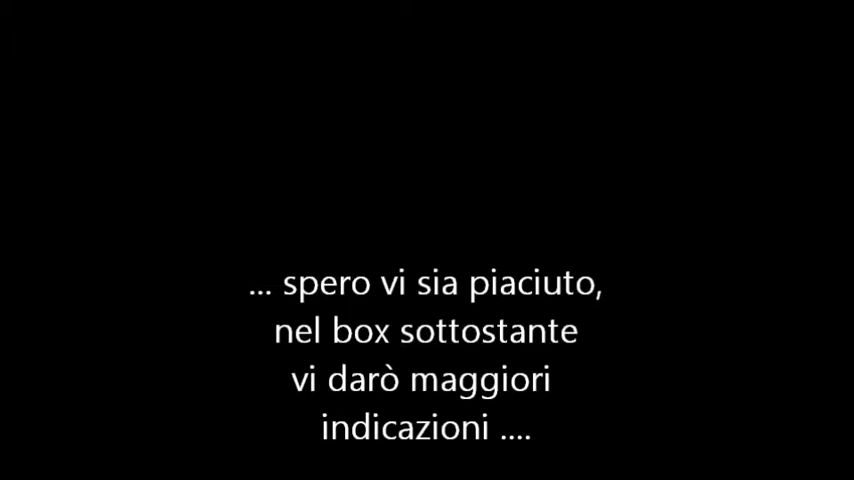 ... spero vi sia piaciuto,
nel box sottostante
vi darò maggiori
indicazioni ....